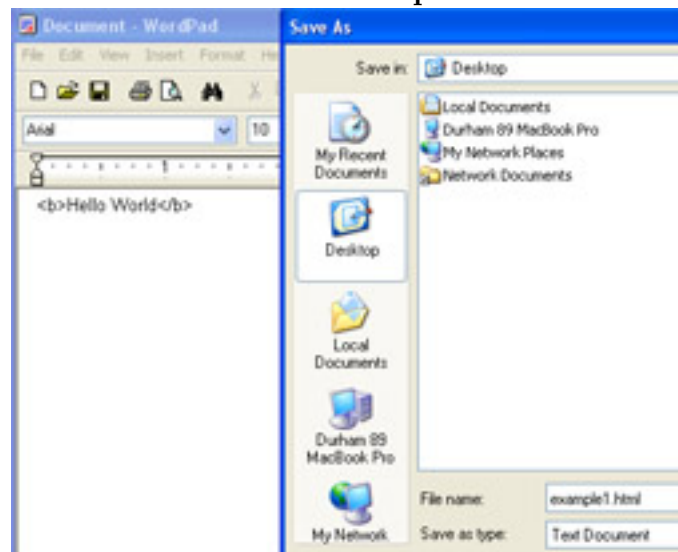 Document - WordPad
File Edit View Insert Format He
Arial
10
<b>Hello World</b>
Save As
Save in:
Desktop
My Recent
Documents
Desktop
Local
Documents
Durham 89
MacBook Pro
My Network
Local Documents
Durham 89 MacBook Pro
My Network Places
Network Documents
File name:
example1.html
Save as type:
Text Document